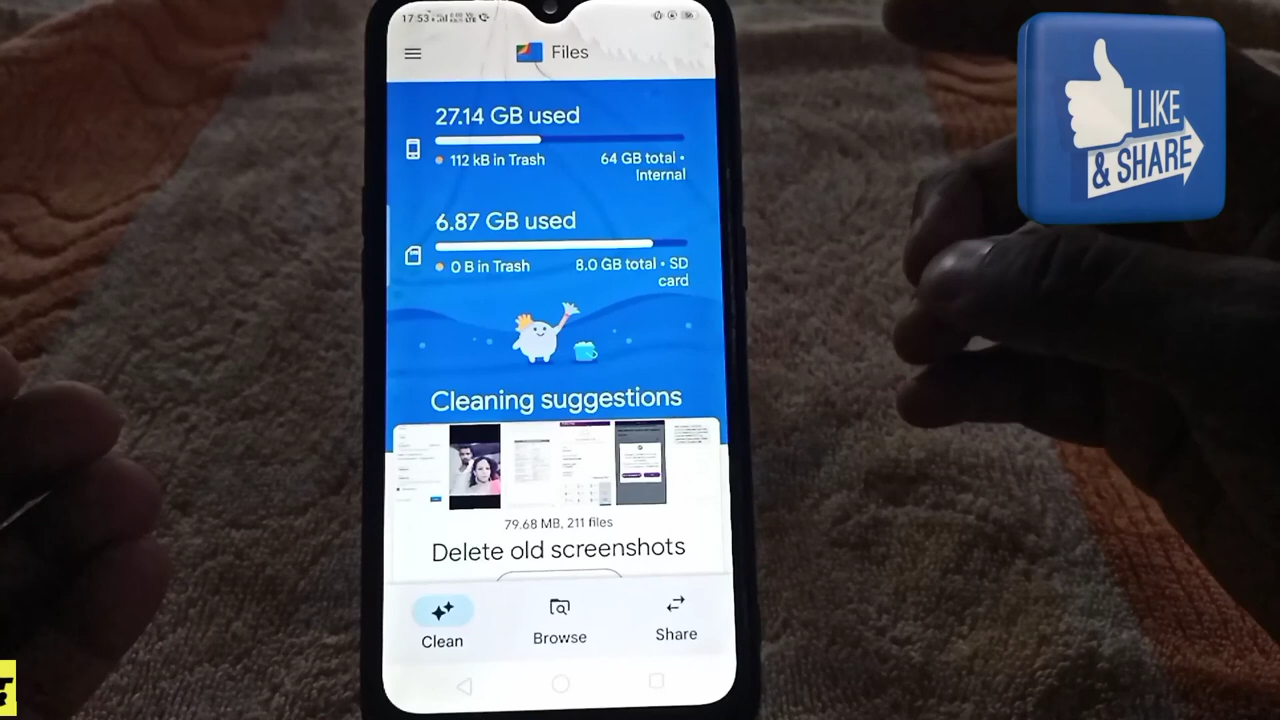 17:53
Files
27.14 GB used
112 kB in Trash
64 GB total •
Internal
6.87 GB used
0 B in Trash
8.0 GB total • SD
card
Cleaning suggestions
79.68 MB, 211 files
Delete old screenshots
Clean
Browse
Share
LIKE
& SHARE